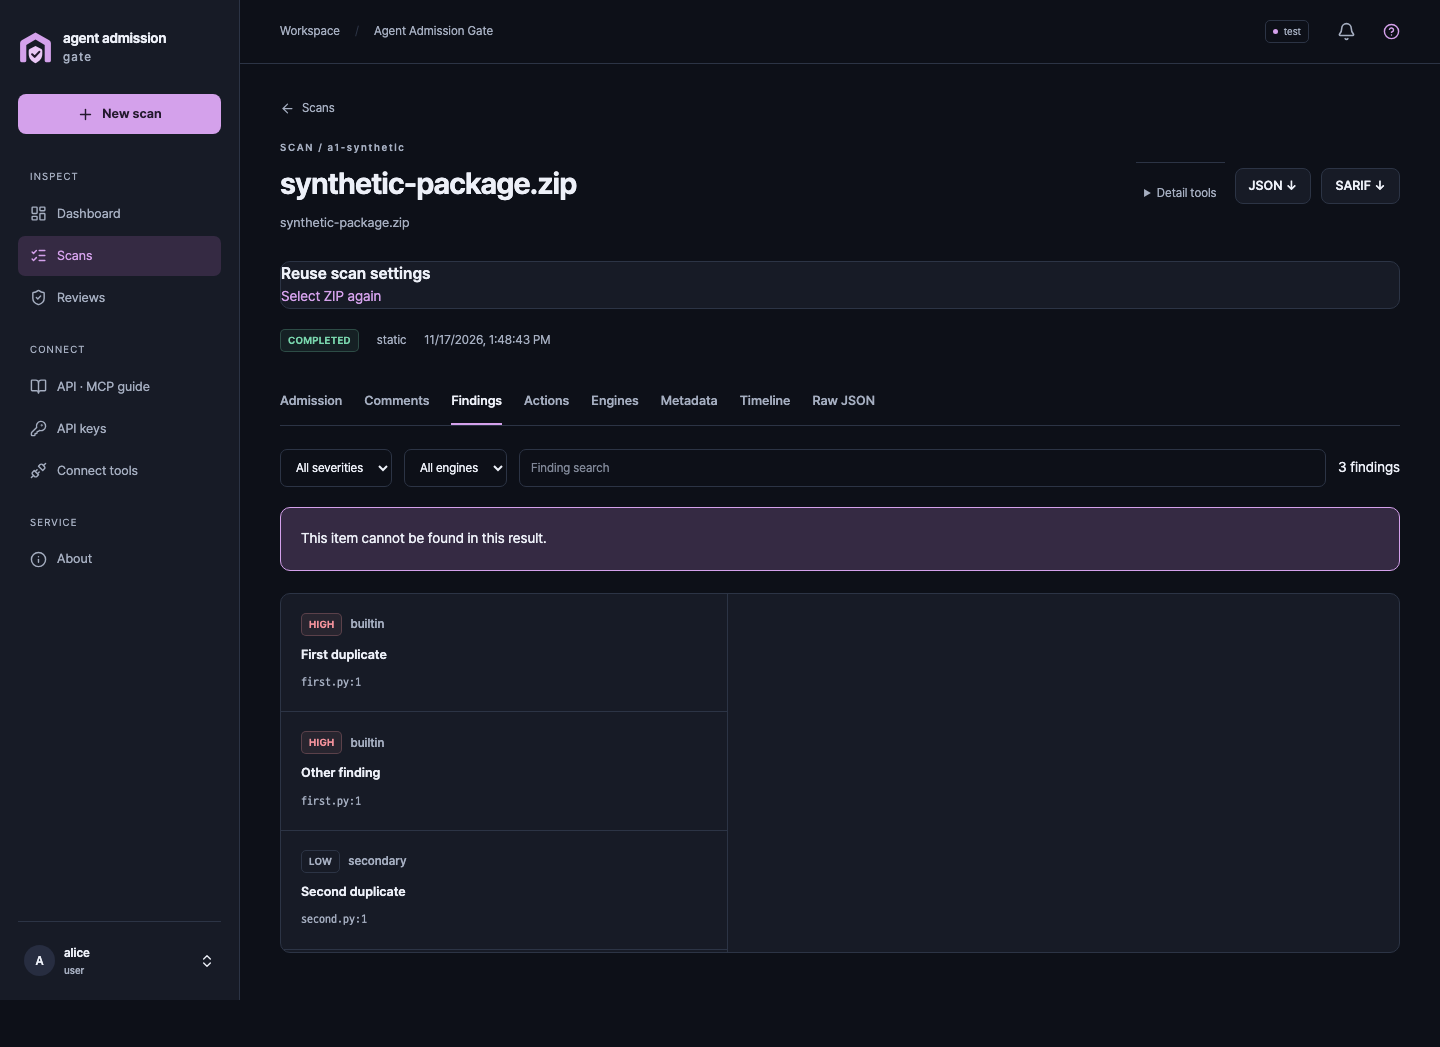 agent admission
gate
New scan
INSPECT
Dashboard
Scans
Reviews
CONNECT
API · MCP guide
API keys
Connect tools
SERVICE
About
A
alice
user
Workspace / Agent Admission Gate
test
Scans
SCAN / a1-synthetic
synthetic-package.zip
synthetic-package.zip
Detail tools
JSON ↓
SARIF ↓
Reuse scan settings
Select ZIP again
COMPLETED static 11/17/2026, 1:48:43 PM
Admission Comments Findings Actions Engines Metadata Timeline Raw JSON
All severities All engines Finding search 3 findings
This item cannot be found in this result.
HIGH builtin
First duplicate
first.py:1
HIGH builtin
Other finding
first.py:1
LOW secondary
Second duplicate
second.py:1